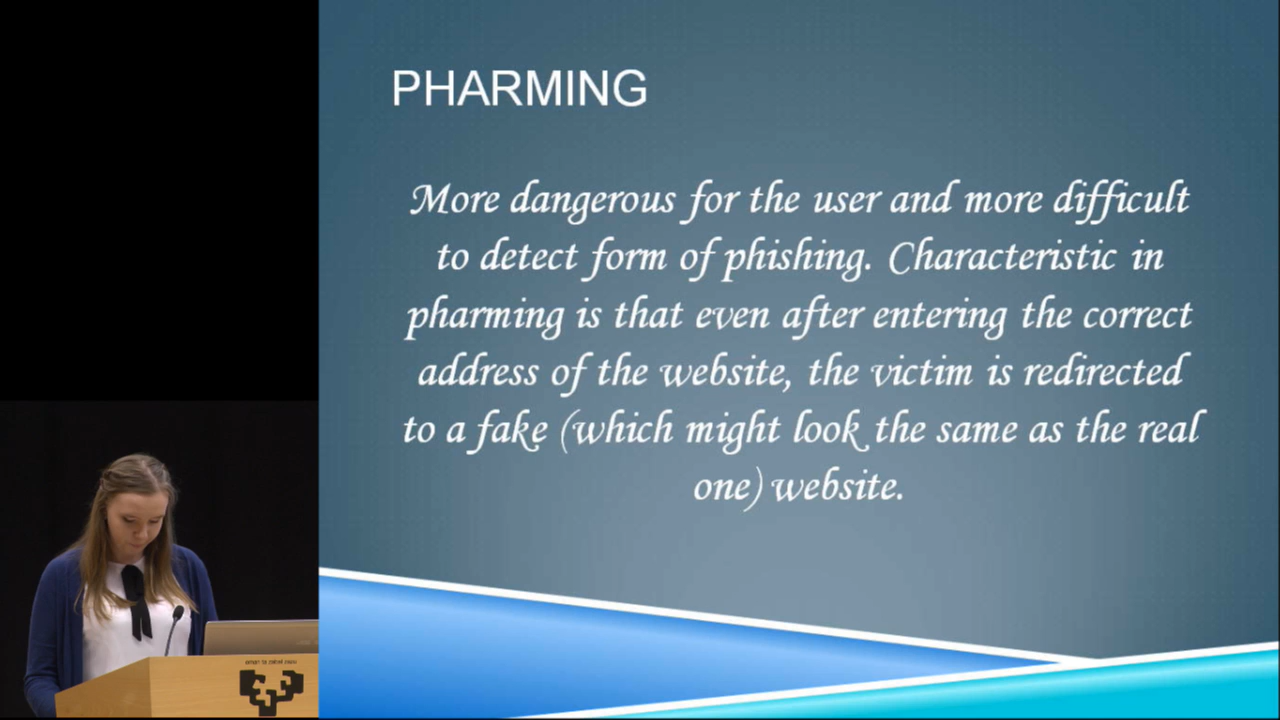 PHARMING
More dangerous for the user and more difficult
to detect form of phishing. Characteristic in
pharming is that even after entering the correct
address of the website, the victim is redirected
to a fake (which might look the same as the real
one) website.